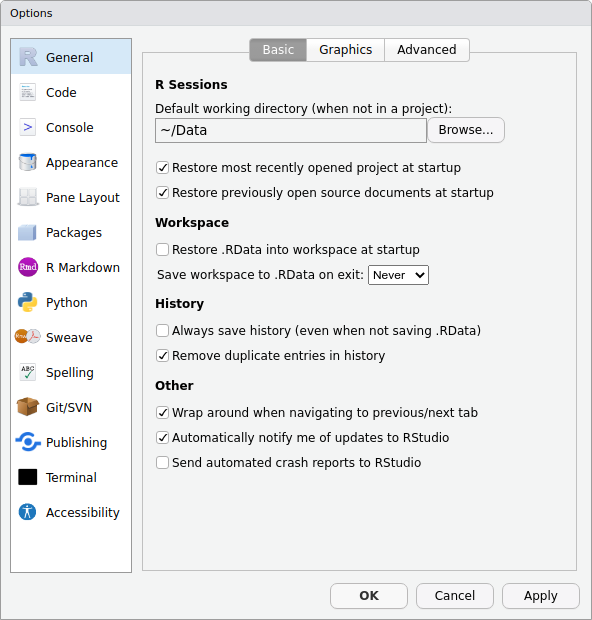 Options
General
Code
Console
Appearance
Pane Layout
Packages
R Markdown
Python
Sweave
Spelling
Git/SVN
Publishing
Terminal
Accessibility
Basic Graphics Advanced
R Sessions
Default working directory (when not in a project):
~/Data Browse...
Restore most recently opened project at startup
Restore previously open source documents at startup
Workspace
Restore .RData into workspace at startup
Save workspace to .RData on exit: Never
History
Always save history (even when not saving .RData)
Remove duplicate entries in history
Other
Wrap around when navigating to previous/next tab
Automatically notify me of updates to RStudio
Send automated crash reports to RStudio
OK Cancel Apply